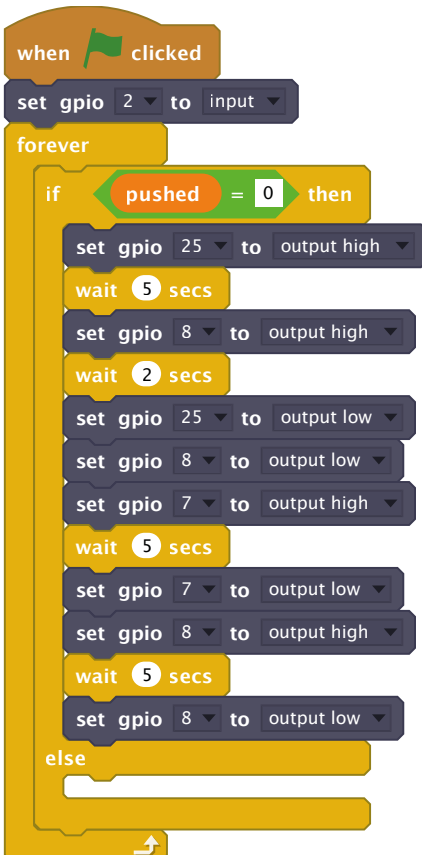 when clicked
set gpio 2 to input
forever
if pushed = 0 then
set gpio 25 to output high
wait 5 secs
set gpio 8 to output high
wait 2 secs
set gpio 25 to output low
set gpio 8 to output low
set gpio 7 to output high
wait 5 secs
set gpio 7 to output low
set gpio 8 to output high
wait 5 secs
set gpio 8 to output low
else